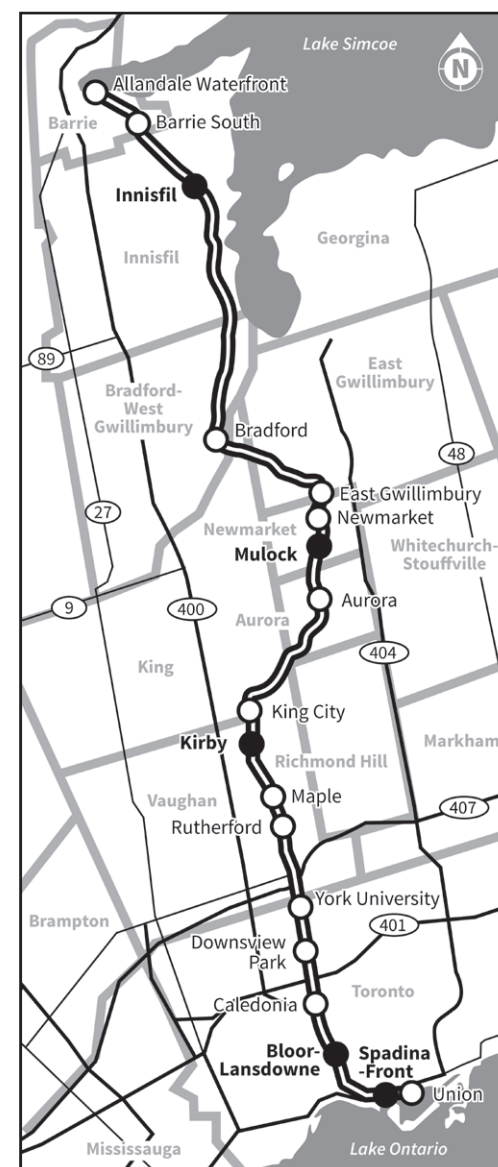 Lake Simcoe
N
Allandale Waterfront
Barrie
Barrie South
Innisfil
Innisfil
Georgina
89
East
Gwillimbury
Bradford-
West
Gwillimbury
Bradford
48
East Gwillimbury
27
Newmarket
Newmarket
Mulock
Whitechurch-
Stouffville
9
400
Aurora
Aurora
404
King
King City
Kirby
Markham
Richmond Hill
Maple
Vaughan
407
Rutherford
York University
Brampton
401
Downsview
Park
Toronto
Caledonia
Bloor-
Lansdowne
Spadina
-Front
Union
Mississauga
Lake Ontario